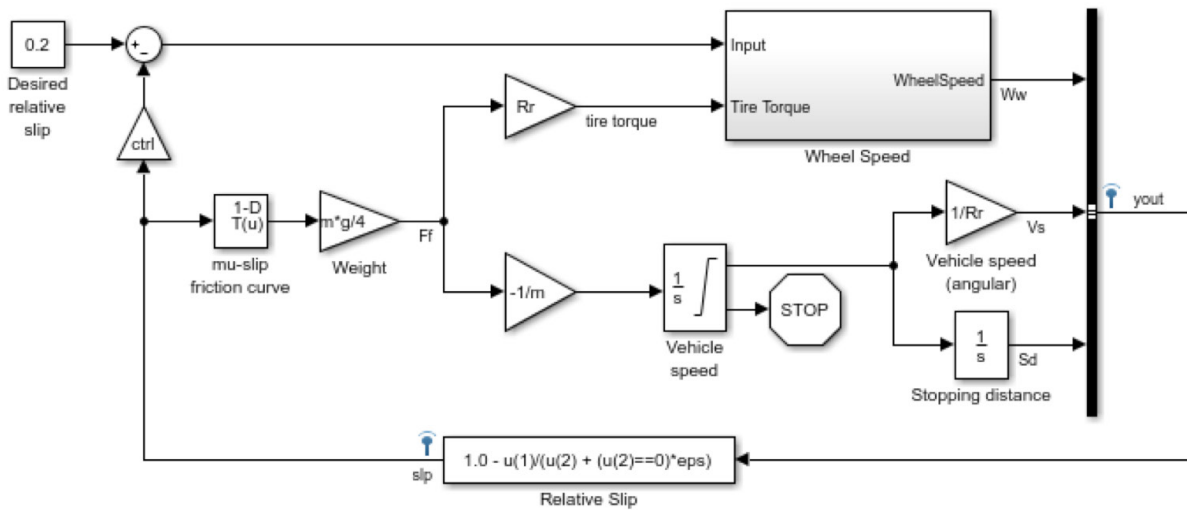 0.2
Desired
relative
slip
+
−
ctrl
Input
Tire Torque
WheelSpeed
Wheel Speed
Ww
Rr
tire torque
1-D
T(u)
mu-slip
friction curve
m*g/4
Weight
Ff
-1/m
1
s
Vehicle
speed
STOP
1/Rr
Vs
Vehicle speed
(angular)
1
s
Sd
Stopping distance
yout
1.0 - u(1)/(u(2) + (u(2)==0)*eps)
slp
Relative Slip